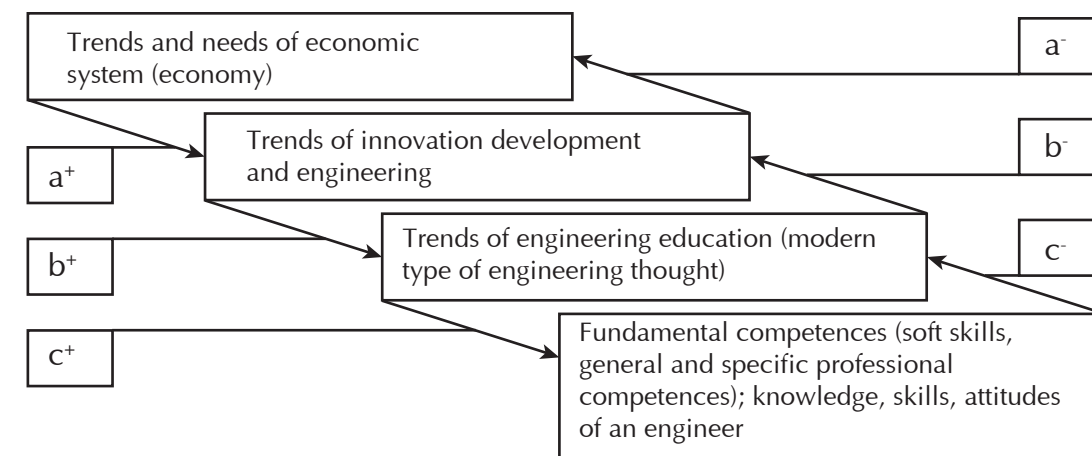 Trends and needs of economic
system (economy)
a⁻
Trends of innovation development
and engineering
a⁺
b⁻
Trends of engineering education (modern
type of engineering thought)
b⁺
c⁻
Fundamental competences (soft skills,
general and specific professional
competences); knowledge, skills, attitudes
of an engineer
c⁺